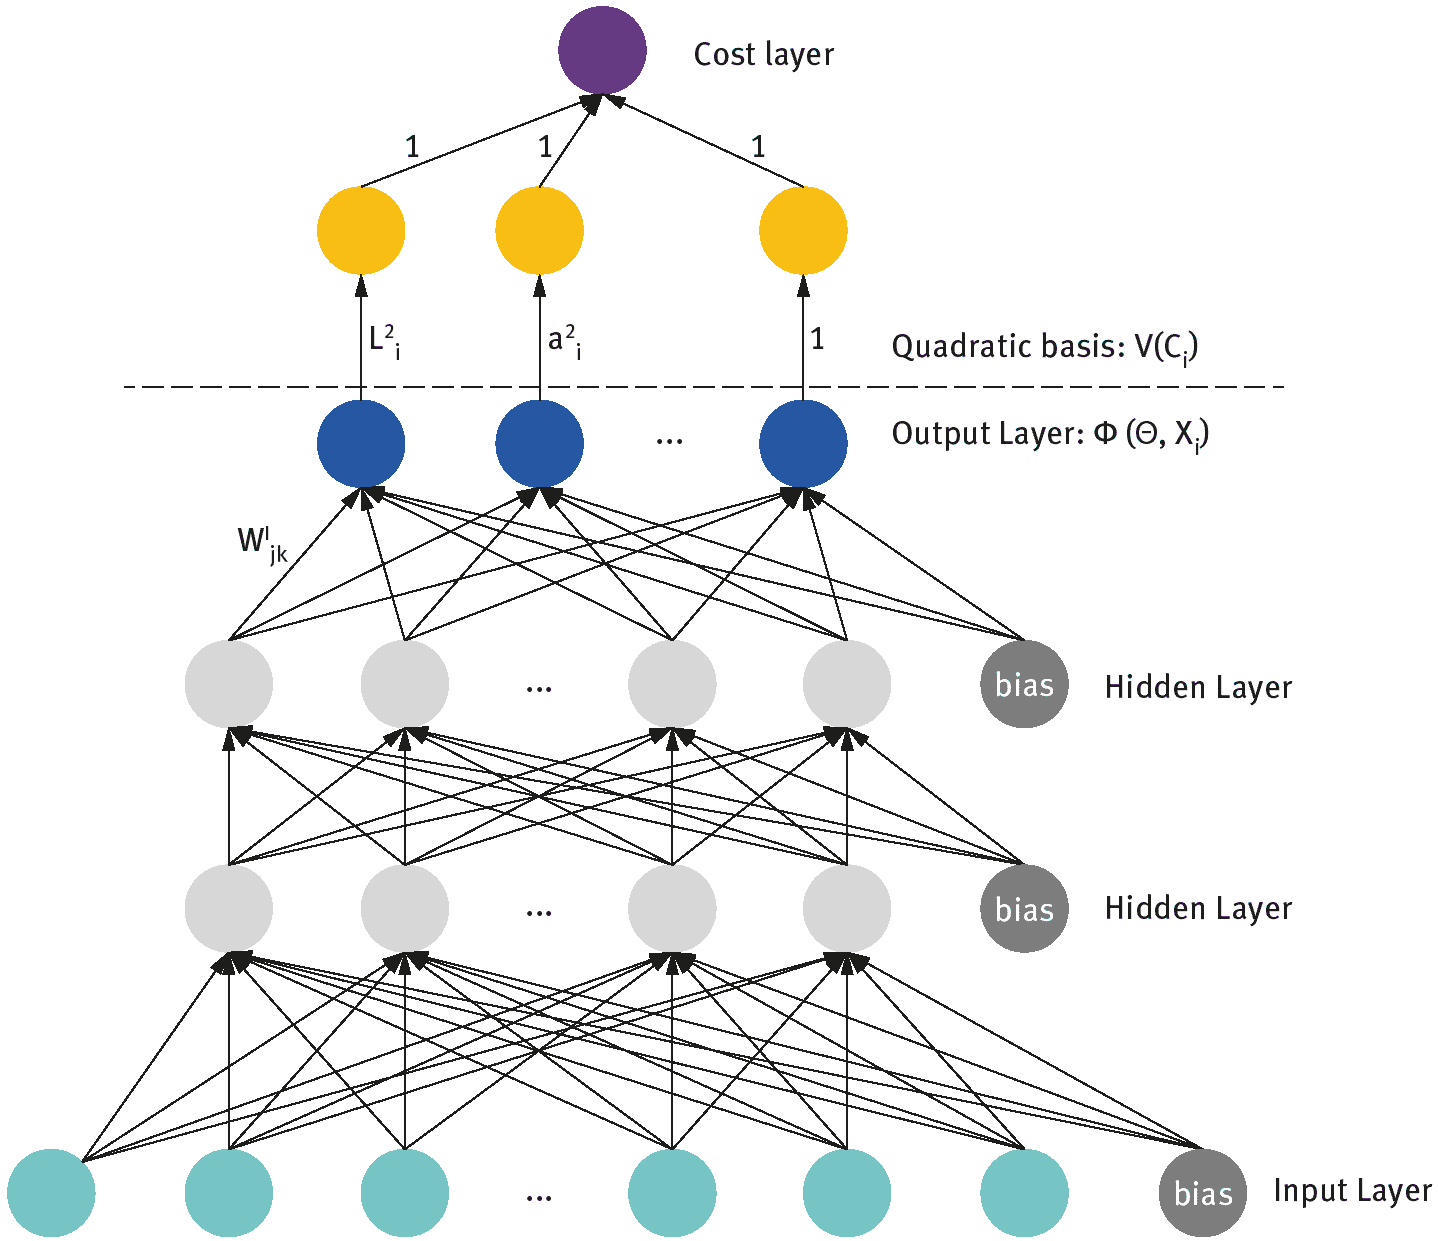 Cost layer
1 1 1
L²ᵢ a²ᵢ 1
Quadratic basis: V(Cᵢ)
... Output Layer: Φ (Θ, Xᵢ)
Wˡⱼₖ
... bias Hidden Layer
... bias Hidden Layer
... bias Input Layer